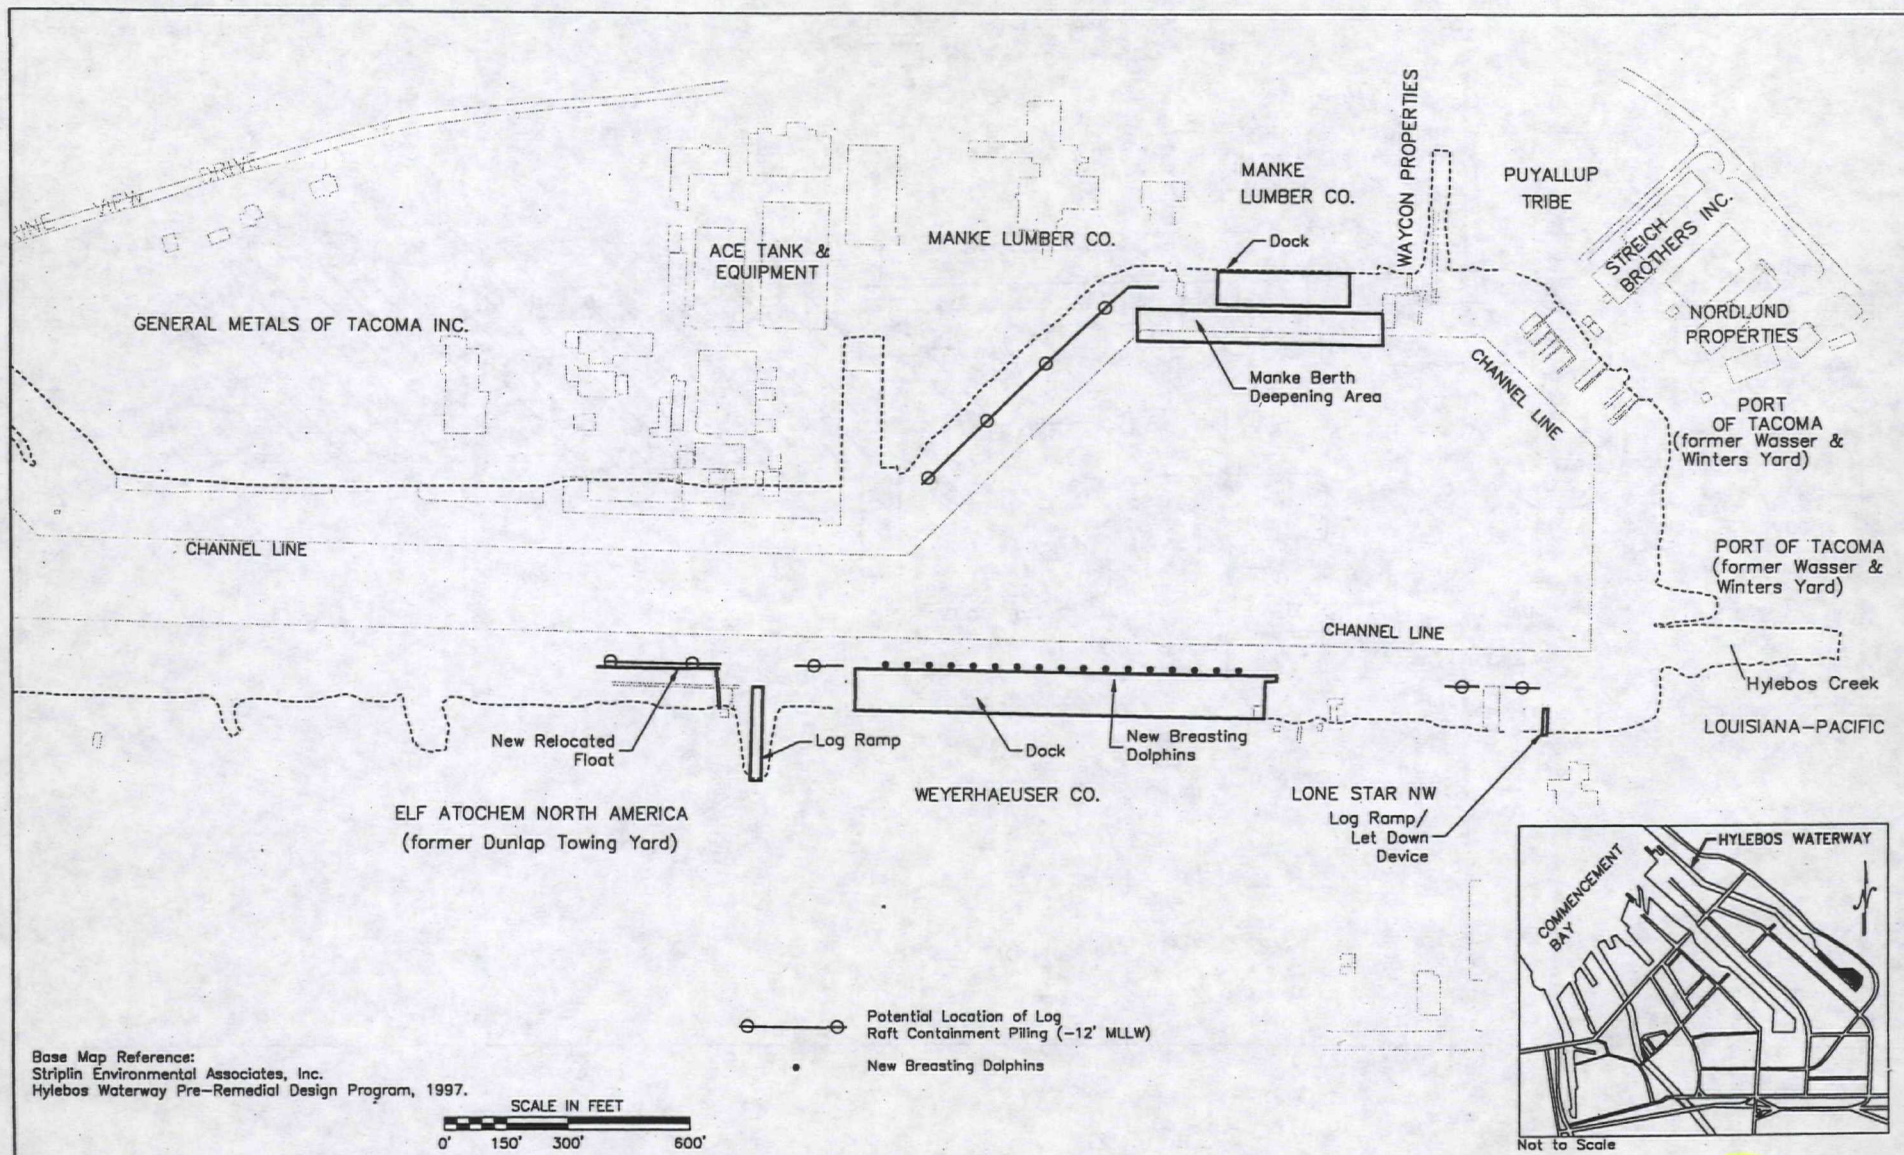 VIEW DRIVE
GENERAL METALS OF TACOMA INC.
ACE TANK &
EQUIPMENT
MANKE LUMBER CO.
MANKE
LUMBER CO.
Dock
WAYCON PROPERTIES
PUYALLUP
TRIBE
STREICH
BROTHERS INC.
NORDLUND
PROPERTIES
Manke Berth
Deepening Area
CHANNEL LINE
PORT
OF TACOMA
(former Wasser &
Winters Yard)
CHANNEL LINE
PORT OF TACOMA
(former Wasser &
Winters Yard)
CHANNEL LINE
Hylebos Creek
LOUISIANA-PACIFIC
New Relocated
Float
Log Ramp
Dock
New Breasting
Dolphins
ELF ATOCHEM NORTH AMERICA
(former Dunlap Towing Yard)
WEYERHAEUSER CO.
LONE STAR NW
Log Ramp/
Let Down
Device
HYLEBOS WATERWAY
COMMENCEMENT
BAY
N
Not to Scale
Potential Location of Log
Raft Containment Piling (-12' MLLW)
New Breasting Dolphins
Base Map Reference:
Striplin Environmental Associates, Inc.
Hylebos Waterway Pre-Remedial Design Program, 1997.
SCALE IN FEET
0' 150' 300' 600'